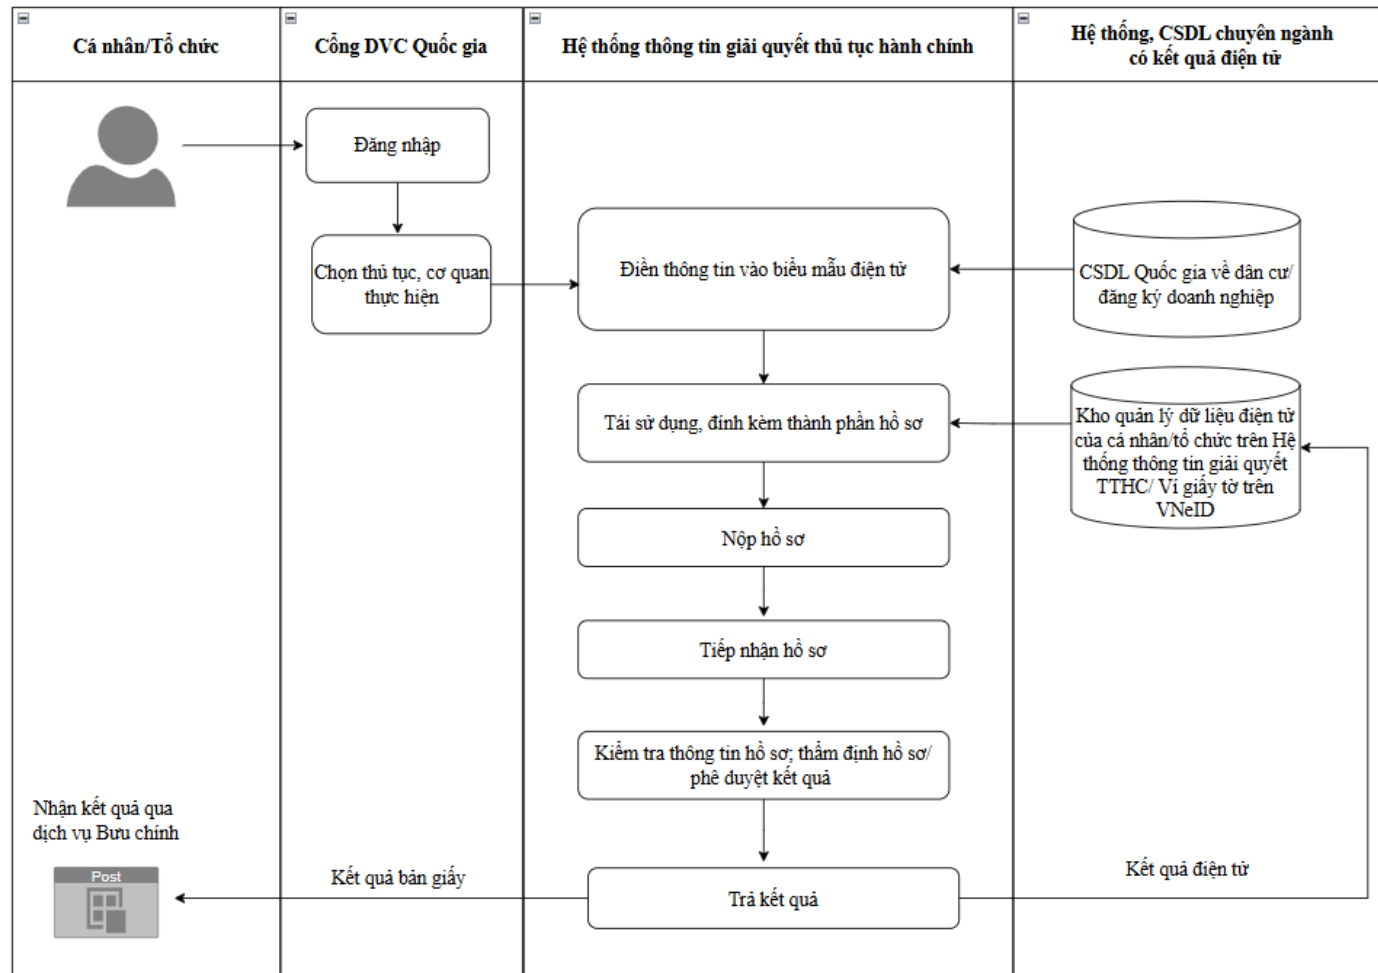 Cá nhân/Tổ chức
Cổng DVC Quốc gia
Hệ thống thông tin giải quyết thủ tục hành chính
Hệ thống, CSDL chuyên ngành
có kết quả điện tử
Đăng nhập
Chọn thủ tục, cơ quan
thực hiện
Điền thông tin vào biểu mẫu điện tử
CSDL Quốc gia về dân cư/
đăng ký doanh nghiệp
Tái sử dụng, đính kèm thành phần hồ sơ
Kho quản lý dữ liệu điện tử
của cá nhân/tổ chức trên Hệ
thống thông tin giải quyết
TTHC/ Ví giấy tờ trên
VNeID
Nộp hồ sơ
Tiếp nhận hồ sơ
Kiểm tra thông tin hồ sơ; thẩm định hồ sơ/
phê duyệt kết quả
Nhận kết quả qua
dịch vụ Bưu chính
Post
Kết quả bản giấy
Trả kết quả
Kết quả điện tử